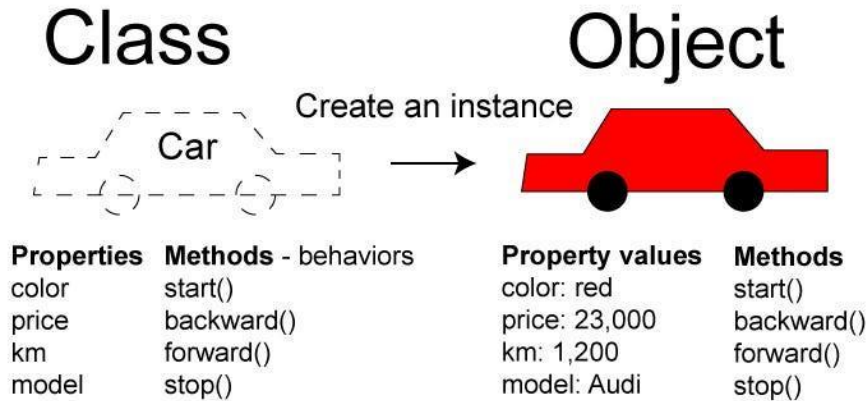 Class
Object
Create an instance
Car
Properties Methods - behaviors
color start()
price backward()
km forward()
model stop()
Property values Methods
color: red start()
price: 23,000 backward()
km: 1,200 forward()
model: Audi stop()